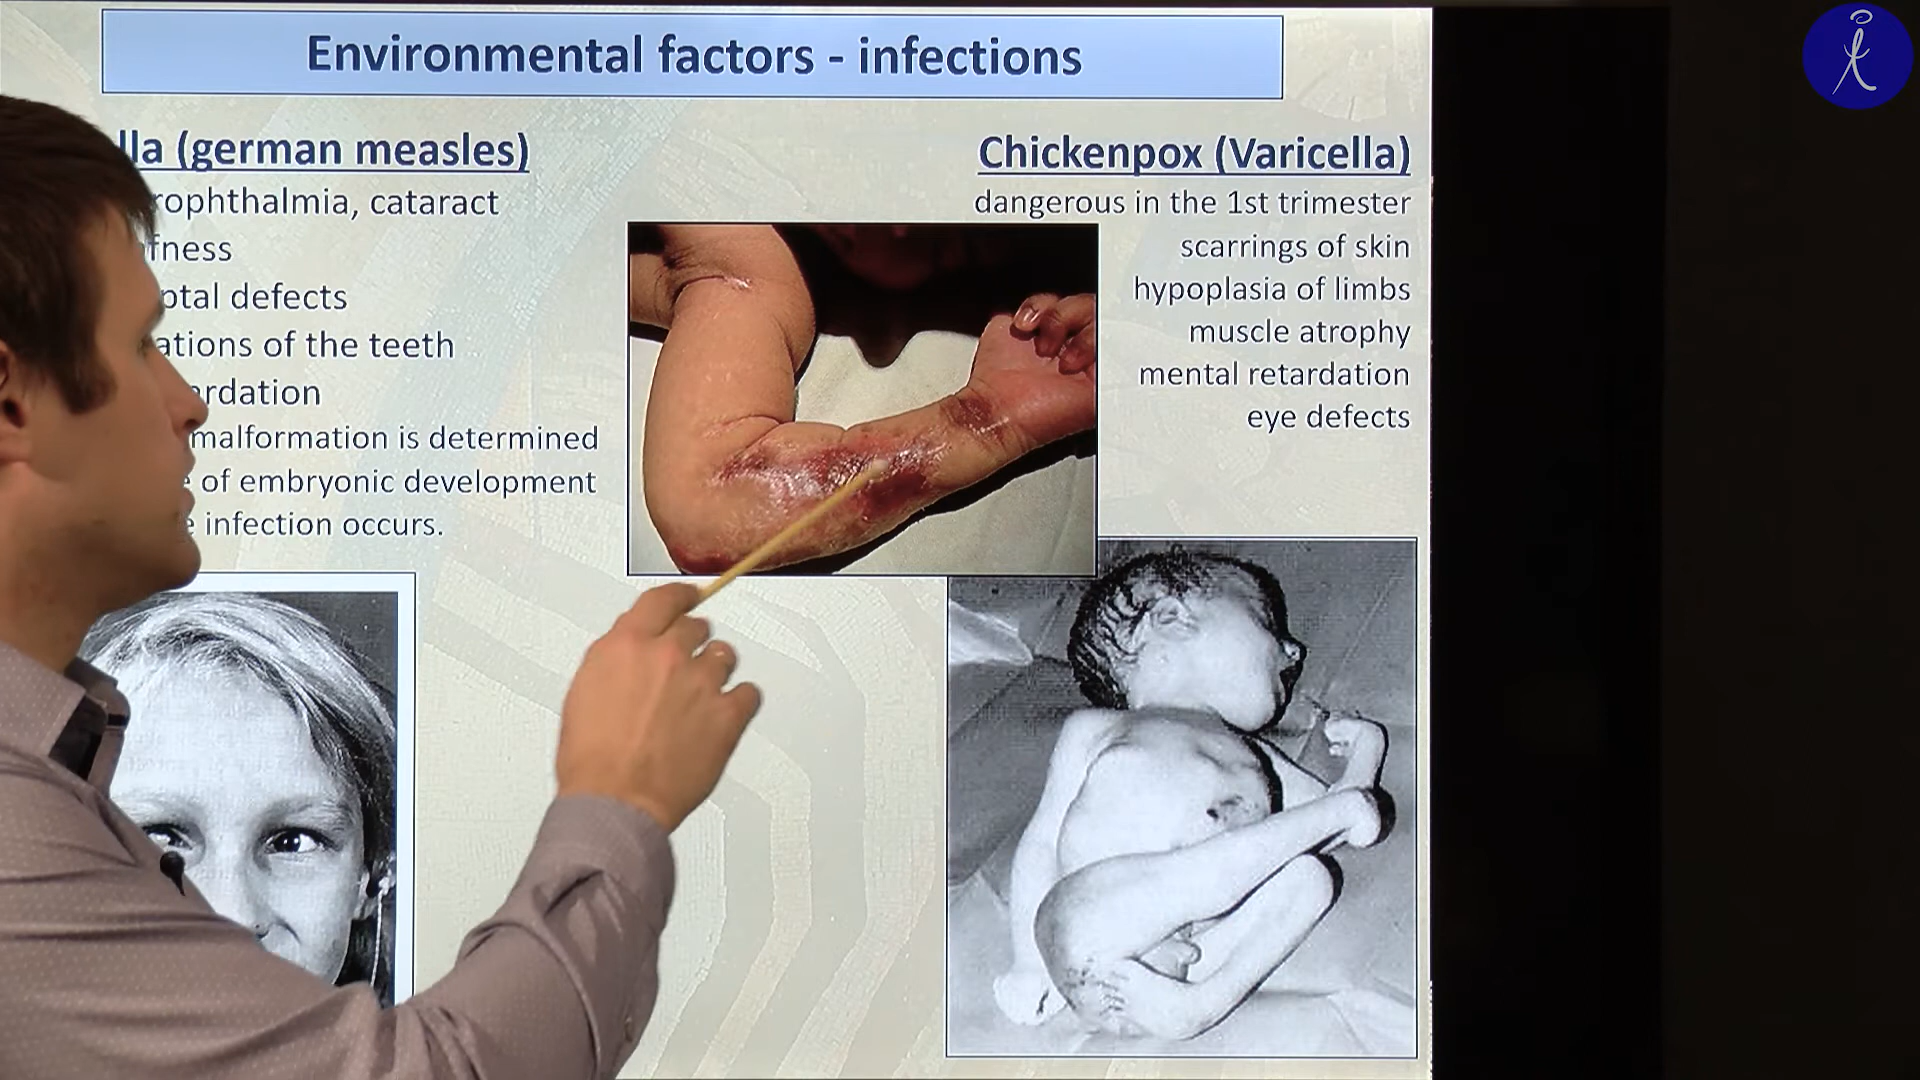 Environmental factors - infections
lla (german measles)
rophthalmia, cataract
fness
ptal defects
ations of the teeth
rdation
malformation is determined
of embryonic development
infection occurs.
Chickenpox (Varicella)
dangerous in the 1st trimester
scarrings of skin
hypoplasia of limbs
muscle atrophy
mental retardation
eye defects